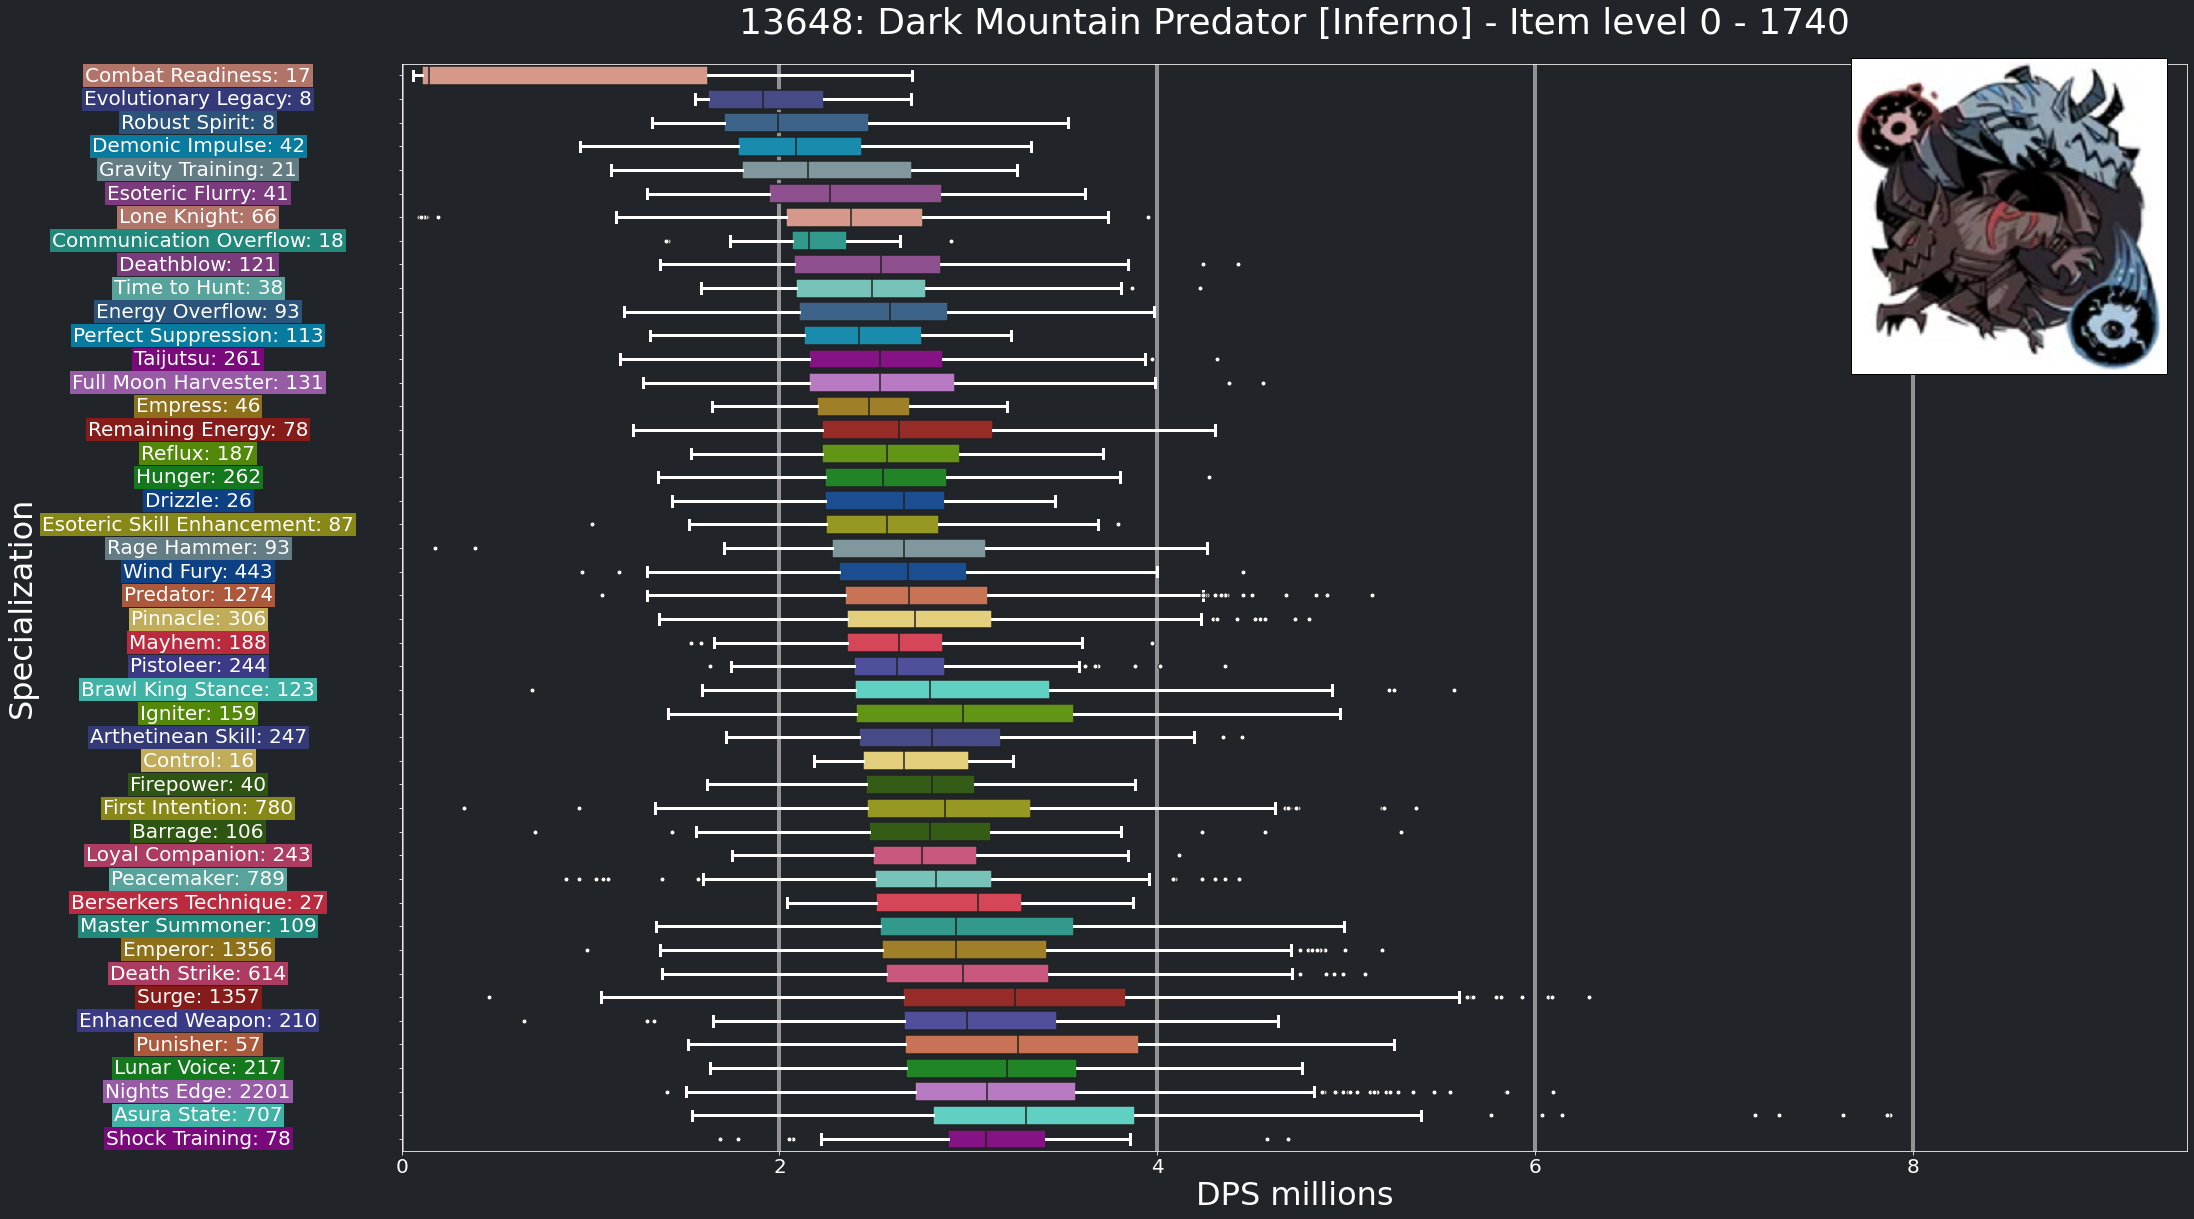 13648: Dark Mountain Predator [Inferno] - Item level 0 - 1740
Combat Readiness: 17
Evolutionary Legacy: 8
Robust Spirit: 8
Demonic Impulse: 42
Gravity Training: 21
Esoteric Flurry: 41
Lone Knight: 66
Communication Overflow: 18
Deathblow: 121
Time to Hunt: 38
Energy Overflow: 93
Perfect Suppression: 113
Taijutsu: 261
Full Moon Harvester: 131
Empress: 46
Remaining Energy: 78
Reflux: 187
Hunger: 262
Drizzle: 26
Esoteric Skill Enhancement: 87
Rage Hammer: 93
Wind Fury: 443
Predator: 1274
Pinnacle: 306
Mayhem: 188
Pistoleer: 244
Brawl King Stance: 123
Igniter: 159
Arthetinean Skill: 247
Control: 16
Firepower: 40
First Intention: 780
Barrage: 106
Loyal Companion: 243
Peacemaker: 789
Berserkers Technique: 27
Master Summoner: 109
Emperor: 1356
Death Strike: 614
Surge: 1357
Enhanced Weapon: 210
Punisher: 57
Lunar Voice: 217
Nights Edge: 2201
Asura State: 707
Shock Training: 78
Specialization
0 2 4 6 8
DPS millions